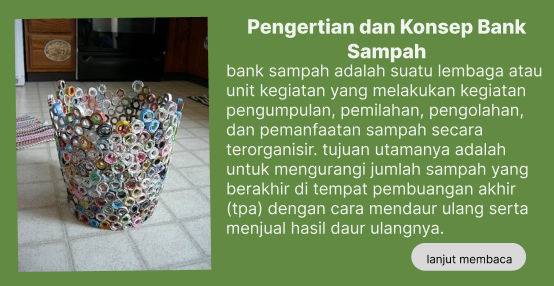 Pengertian dan Konsep Bank
Sampah
bank sampah adalah suatu lembaga atau
unit kegiatan yang melakukan kegiatan
pengumpulan, pemilahan, pengolahan,
dan pemanfaatan sampah secara
terorganisir. tujuan utamanya adalah
untuk mengurangi jumlah sampah yang
berakhir di tempat pembuangan akhir
(tpa) dengan cara mendaur ulang serta
menjual hasil daur ulangnya.
lanjut membaca